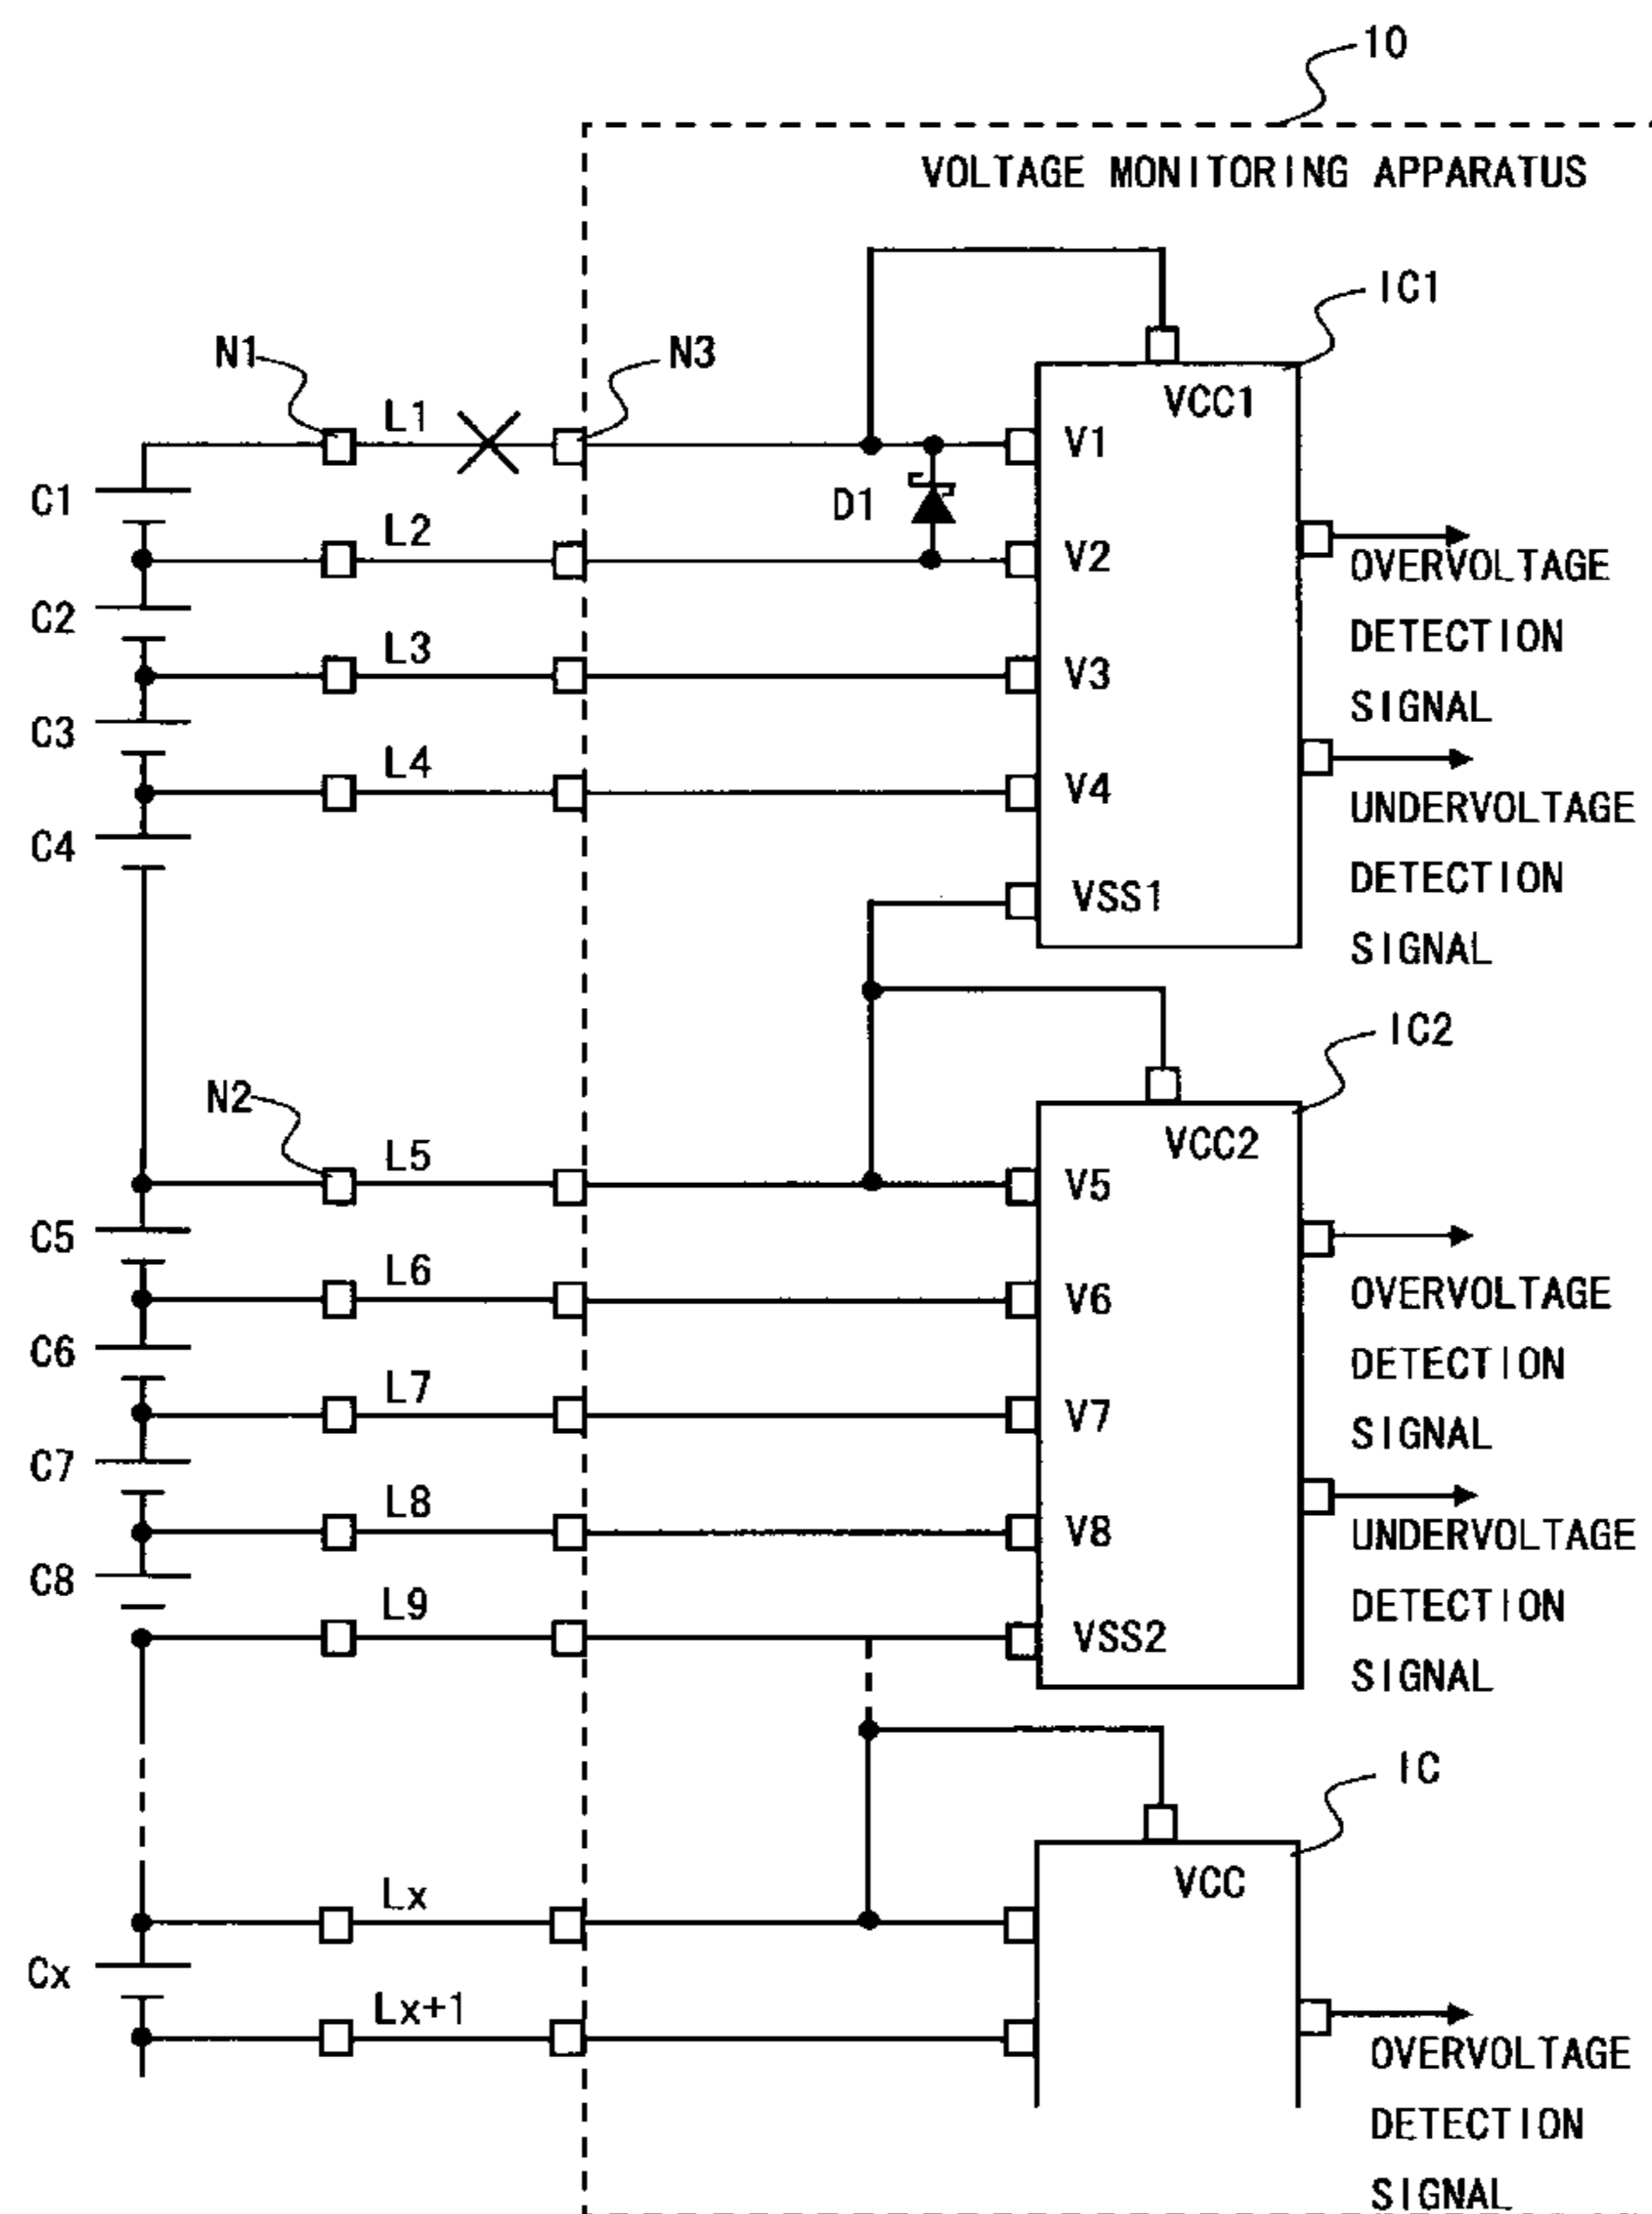 10
VOLTAGE MONITORING APPARATUS
IC1
N1
N3
L1
VCC1
V1
C1
D1
L2
V2
OVERVOLTAGE
DETECTION
SIGNAL
C2
L3
V3
C3
L4
V4
UNDERVOLTAGE
DETECTION
SIGNAL
C4
VSS1
IC2
N2
VCC2
L5
V5
C5
L6
V6
OVERVOLTAGE
DETECTION
SIGNAL
C6
L7
V7
C7
L8
V8
UNDERVOLTAGE
DETECTION
SIGNAL
C8
L9
VSS2
IC
VCC
Lx
Cx
Lx+1
OVERVOLTAGE
DETECTION
SIGNAL